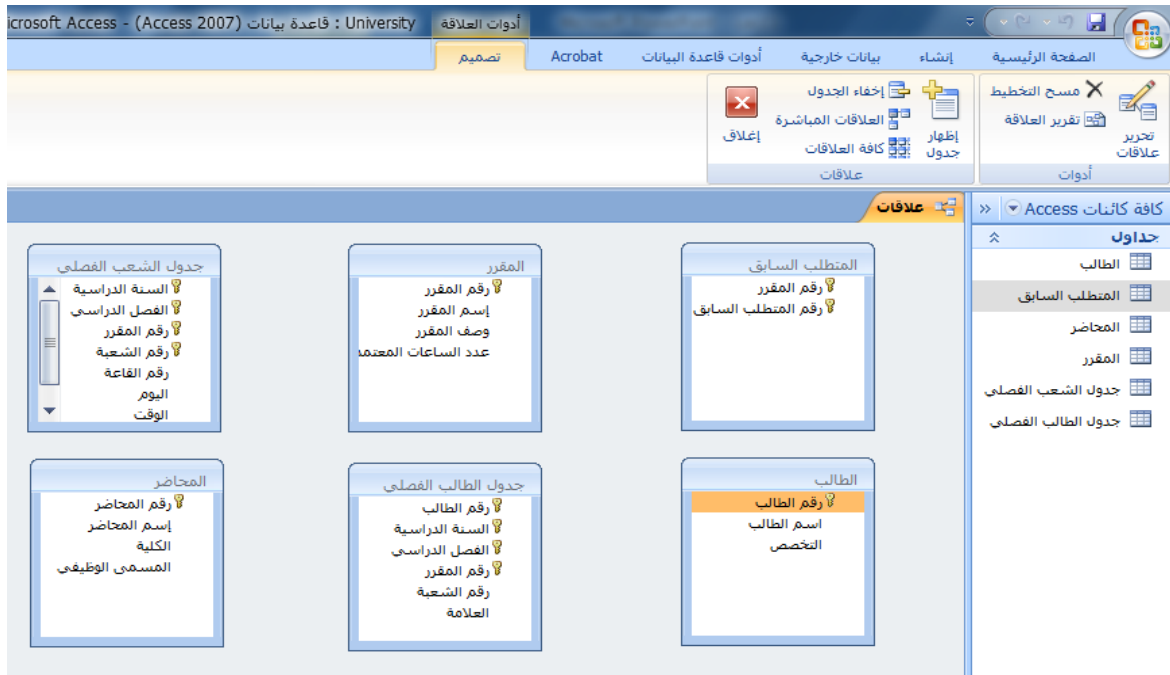 أدوات العلاقة
University : قاعدة بيانات (Access 2007) - icrosoft Access
الصفحة الرئيسية
إنشاء
بيانات خارجية
أدوات قاعدة البيانات
Acrobat
تصميم
تحرير علاقات
مسح التخطيط
تقرير العلاقة
أدوات
إظهار جدول
إخفاء الجدول
العلاقات المباشرة
كافة العلاقات
إغلاق
علاقات
كافة كائنات Access
جداول
الطالب
المتطلب السابق
المحاضر
المقرر
جدول الشعب الفصلي
جدول الطالب الفصلي
علاقات
المتطلب السابق
رقم المقرر
رقم المتطلب السابق
المقرر
رقم المقرر
إسم المقرر
وصف المقرر
عدد الساعات المعتمد
جدول الشعب الفصلي
السنة الدراسية
الفصل الدراسي
رقم المقرر
رقم الشعبة
رقم القاعة
اليوم
الوقت
الطالب
رقم الطالب
اسم الطالب
التخصص
جدول الطالب الفصلي
رقم الطالب
السنة الدراسية
الفصل الدراسي
رقم المقرر
رقم الشعبة
العلامة
المحاضر
رقم المحاضر
إسم المحاضر
الكلية
المسمى الوظيفي